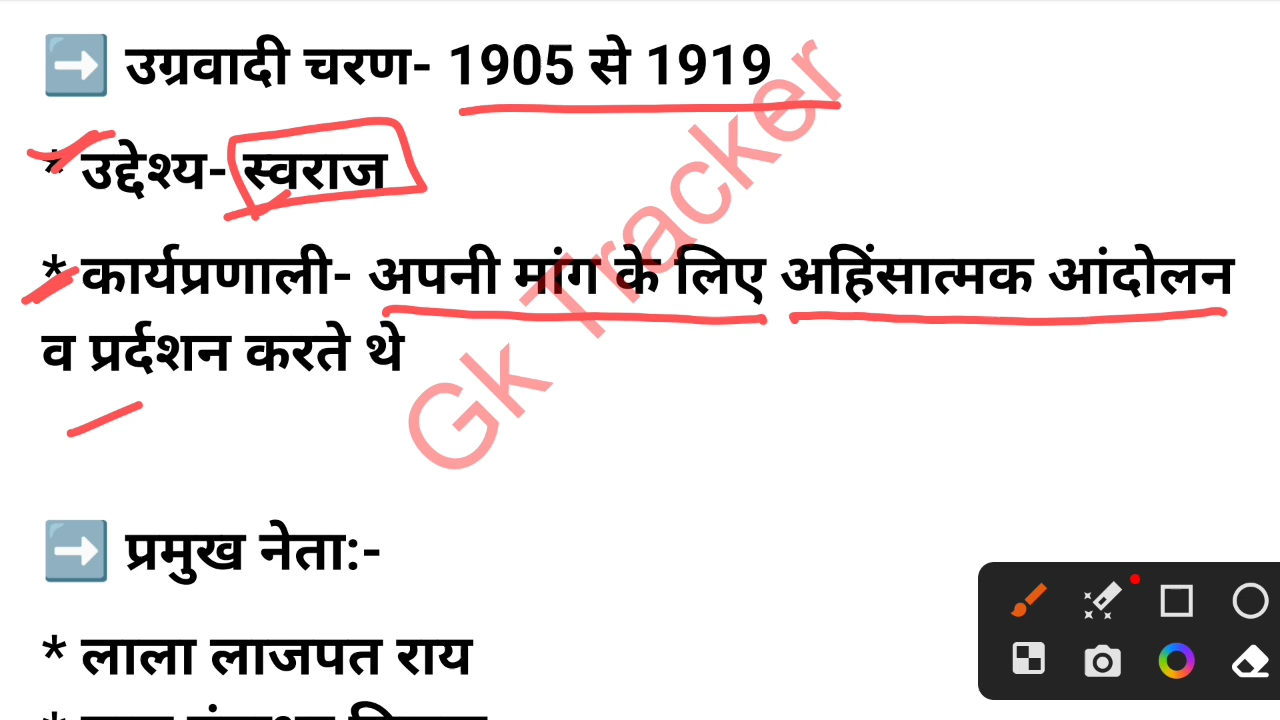 ➡️ उग्रवादी चरण- 1905 से 1919
* उद्देश्य- स्वराज
* कार्यप्रणाली- अपनी मांग के लिए अहिंसात्मक आंदोलन
व प्रर्दशन करते थे
Gk Tracker
➡️ प्रमुख नेता:-
* लाला लाजपत राय